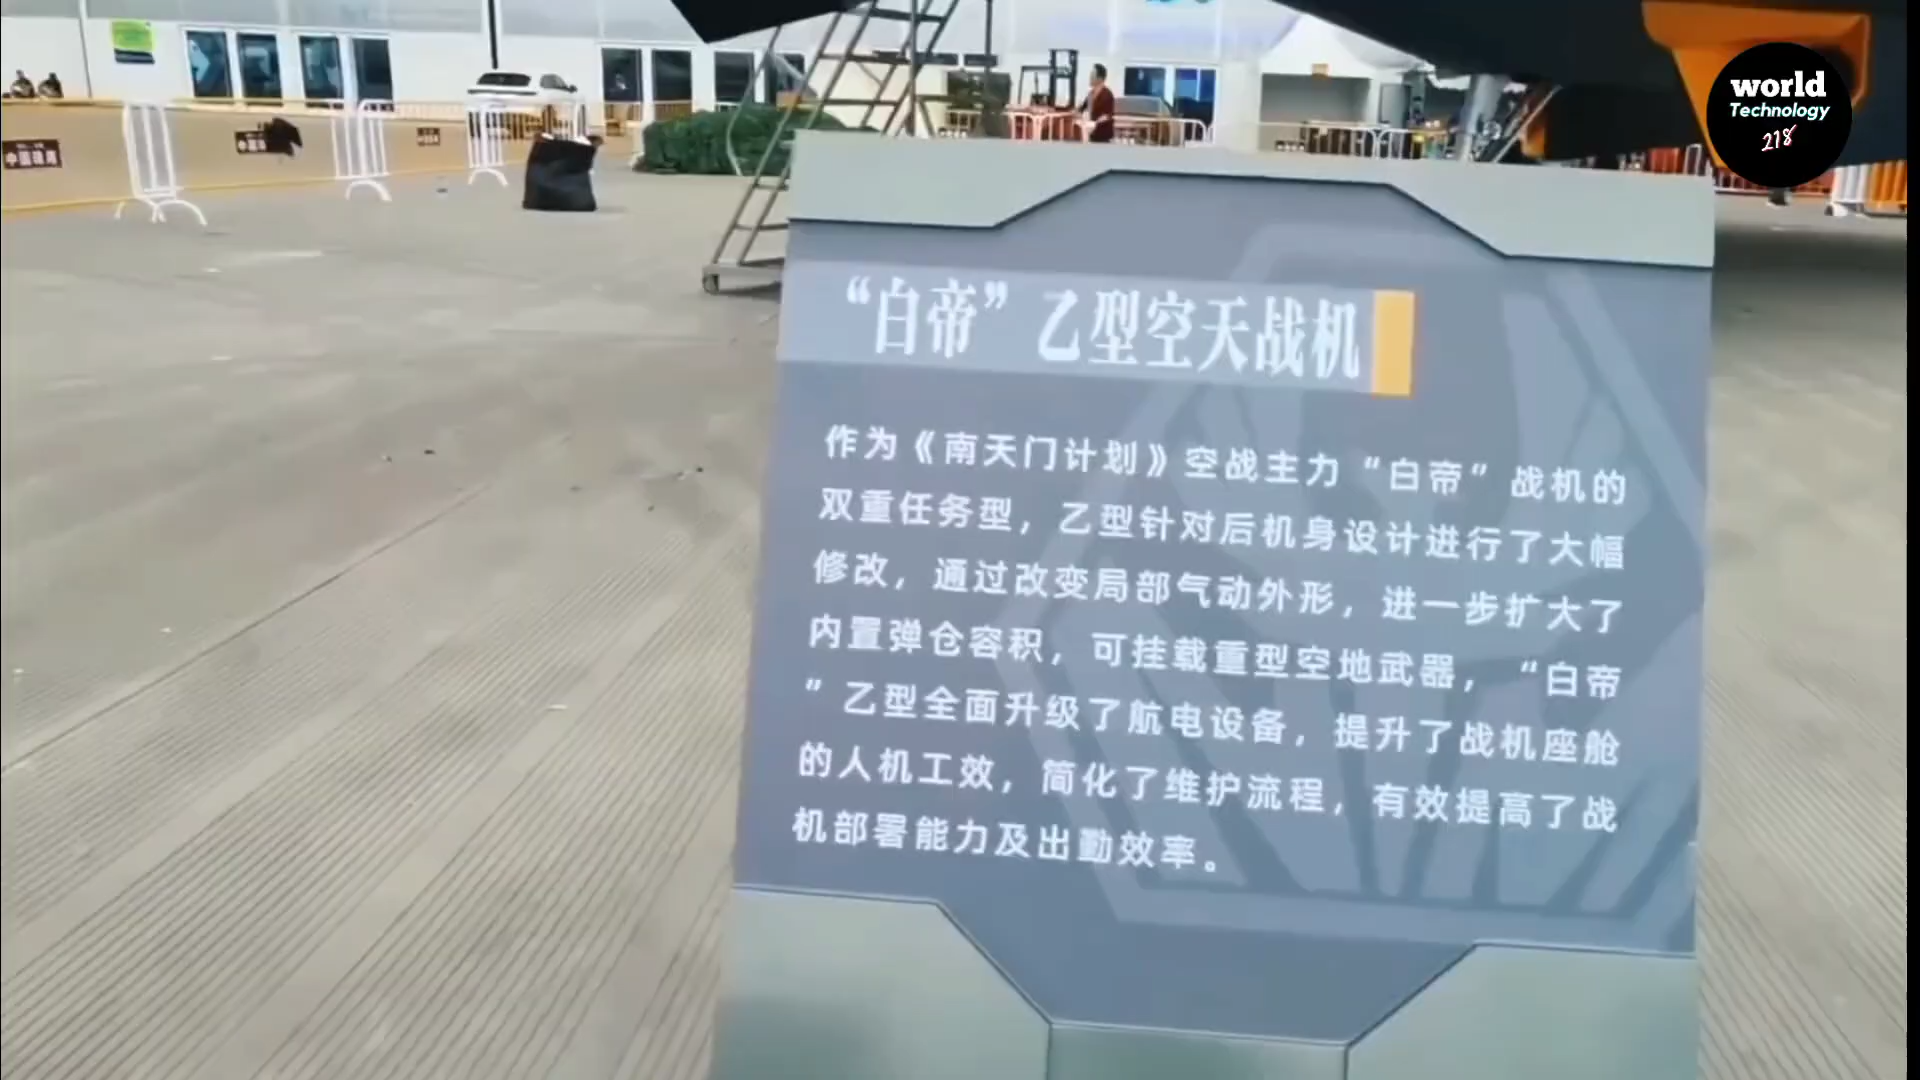 world
Technology
218
中国珠海
“白帝”乙型空天战机
作为《南天门计划》空战主力“白帝”战机的
双重任务型，乙型针对后机身设计进行了大幅
修改，通过改变局部气动外形，进一步扩大了
内置弹仓容积，可挂载重型空地武器，“白帝
”乙型全面升级了航电设备，提升了战机座舱
的人机工效，简化了维护流程，有效提高了战
机部署能力及出勤效率。